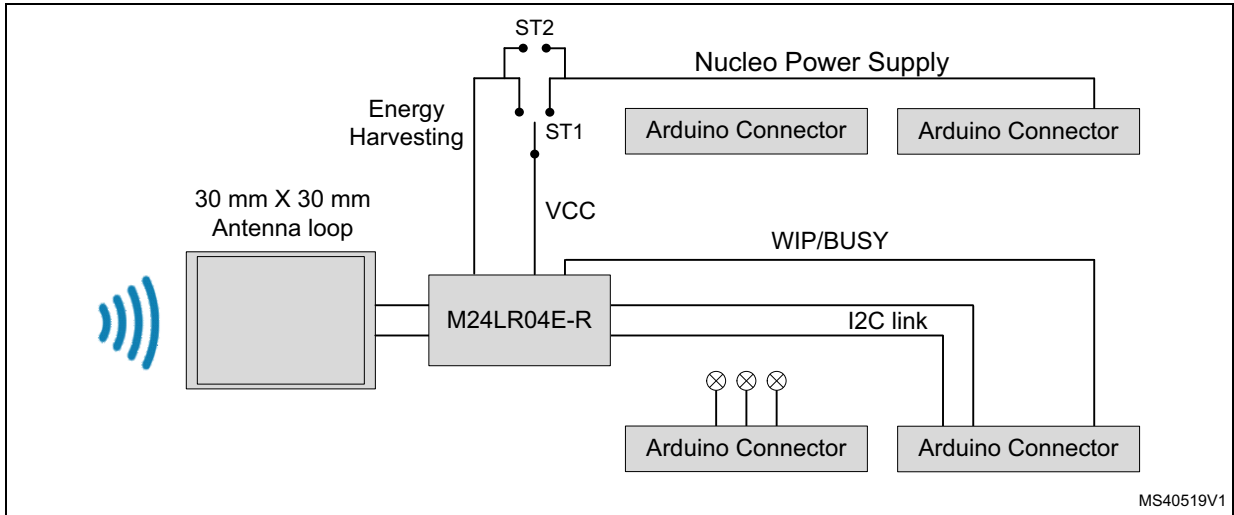 ST2
Nucleo Power Supply
Energy
Harvesting
ST1
Arduino Connector
Arduino Connector
30 mm X 30 mm
Antenna loop
VCC
WIP/BUSY
M24LR04E-R
I2C link
Arduino Connector
Arduino Connector
MS40519V1